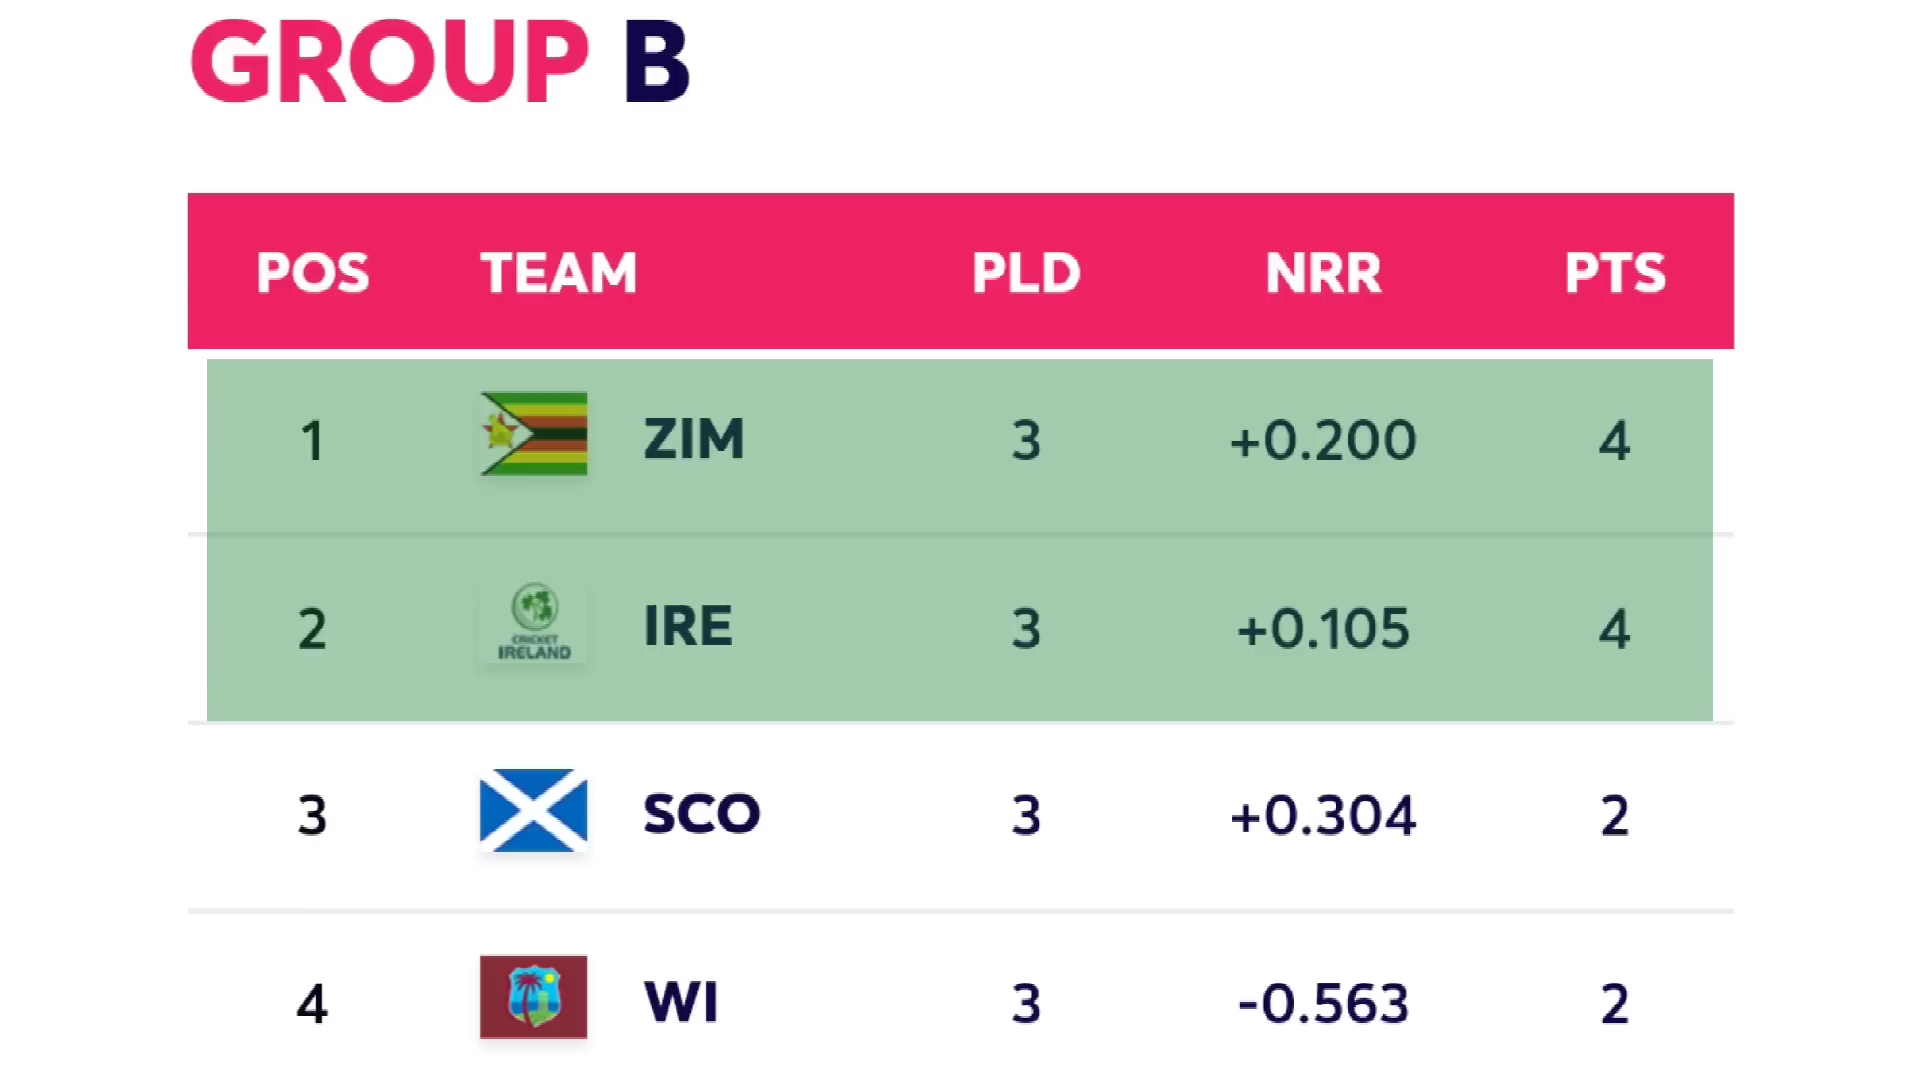 GROUP B
POS TEAM PLD NRR PTS
1 ZIM 3 +0.200 4
2 CRICKET IRELAND IRE 3 +0.105 4
3 SCO 3 +0.304 2
4 WI 3 -0.563 2